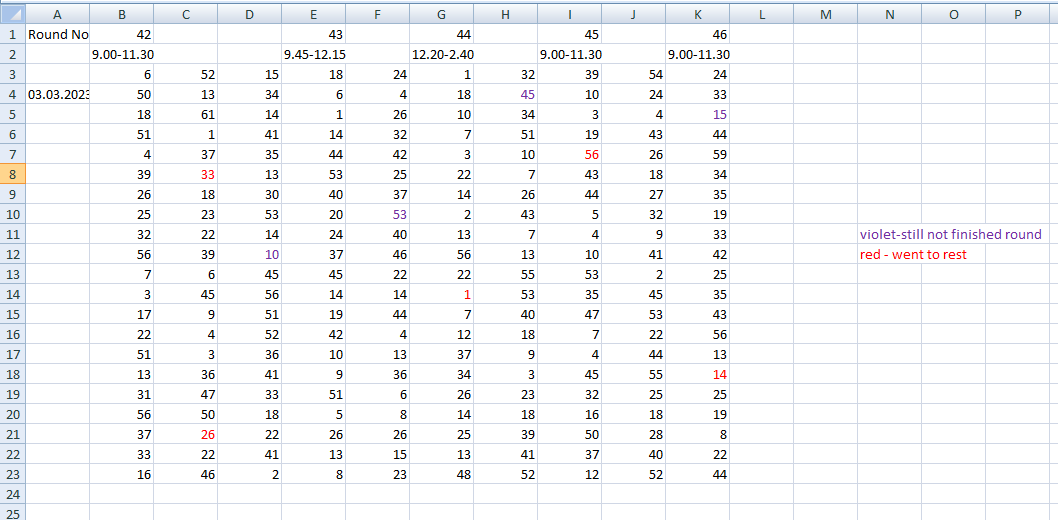 A B C D E F G H I J K L M N O P
1 Round No 42 43 44 45 46
2 9.00-11.30 9.45-12.15 12.20-2.40 9.00-11.30 9.00-11.30
3 6 52 15 18 24 1 32 39 54 24
4 03.03.2023 50 13 34 6 4 18 45 10 24 33
5 18 61 14 1 26 10 34 3 4 15
6 51 1 41 14 32 7 51 19 43 44
7 4 37 35 44 42 3 10 56 26 59
8 39 33 13 53 25 22 7 43 18 34
9 26 18 30 40 37 14 26 44 27 35
10 25 23 53 20 53 2 43 5 32 19
11 32 22 14 24 40 13 7 4 9 33 violet-still not finished round
12 56 39 10 37 46 56 13 10 41 42 red - went to rest
13 7 6 45 45 22 22 55 53 2 25
14 3 45 56 14 14 1 53 35 45 35
15 17 9 51 19 44 7 40 47 53 43
16 22 4 52 42 4 12 18 7 22 56
17 51 3 36 10 13 37 9 4 44 13
18 13 36 41 9 36 34 3 45 55 14
19 31 47 33 51 6 26 23 32 25 25
20 56 50 18 5 8 14 18 16 18 19
21 37 26 22 26 26 25 39 50 28 8
22 33 22 41 13 15 13 41 37 40 22
23 16 46 2 8 23 48 52 12 52 44
24
25